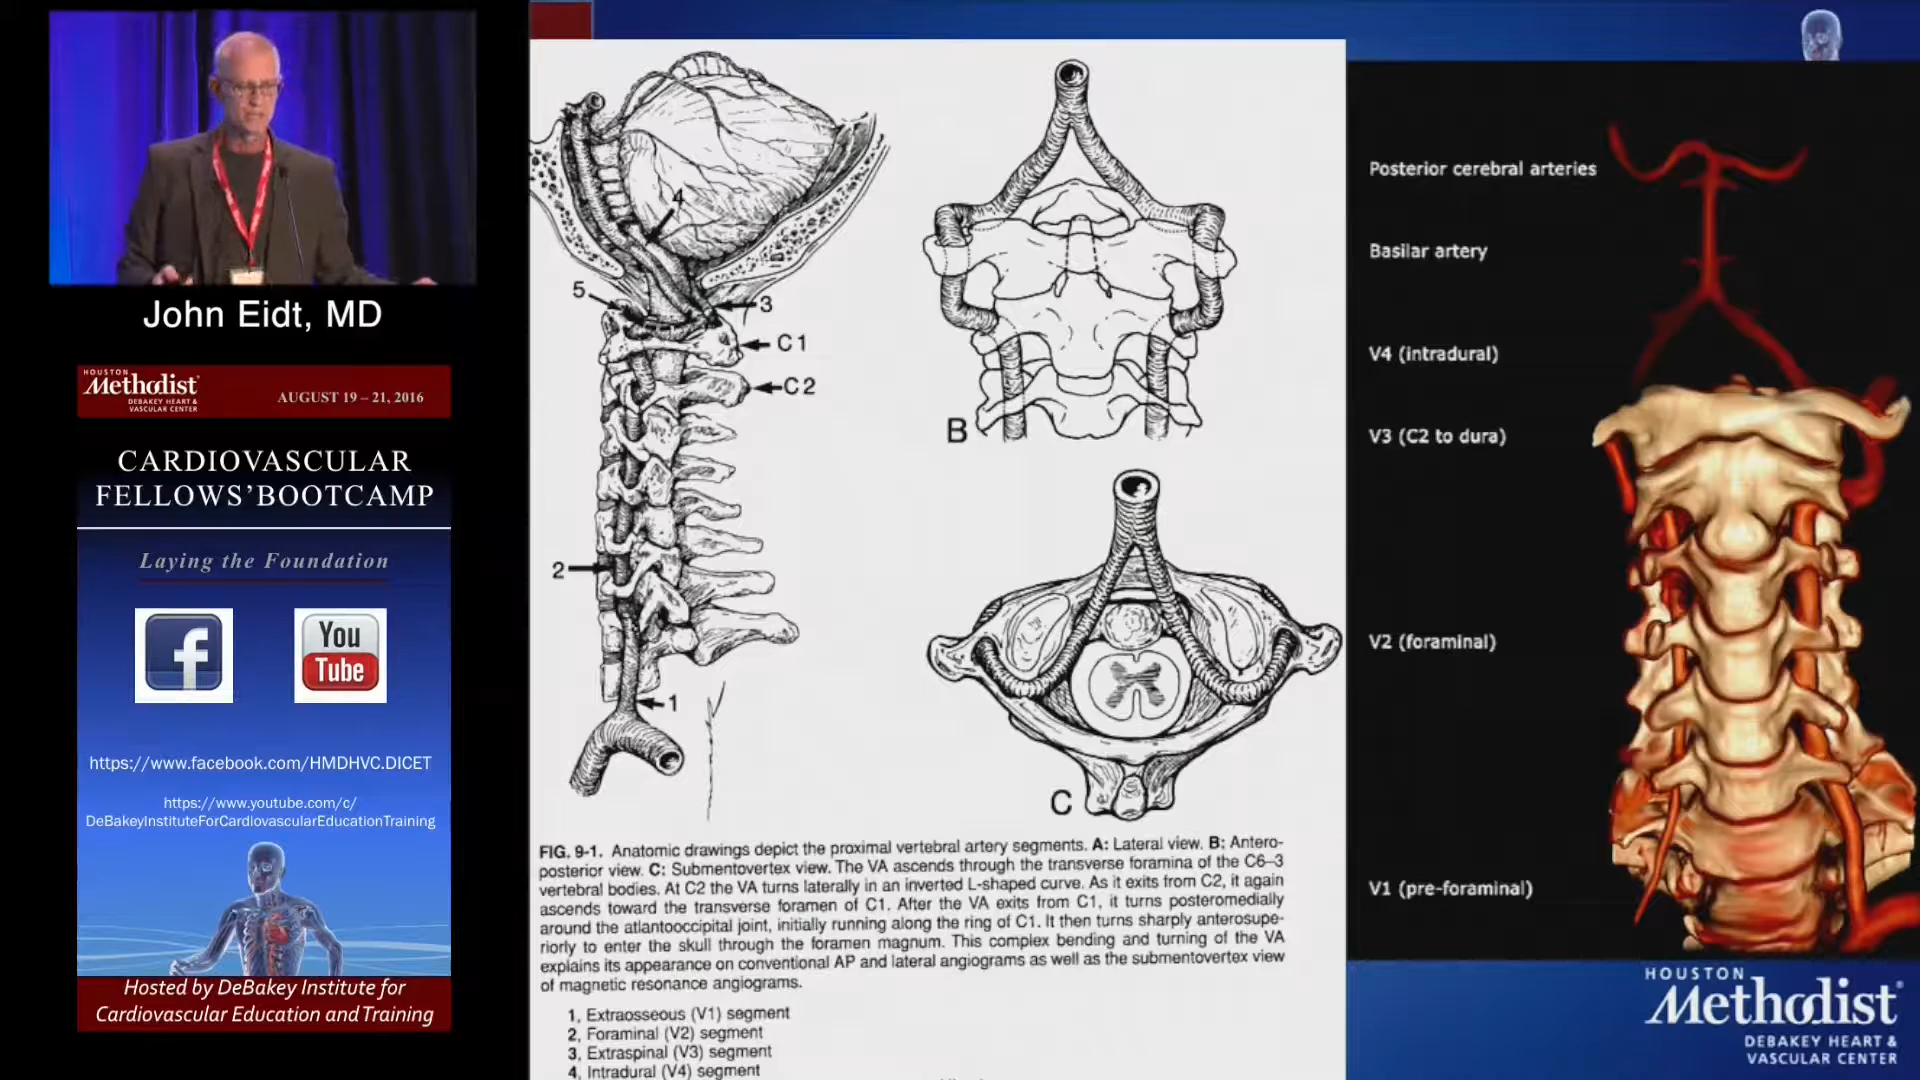 John Eidt, MD
HOUSTON
Methodist
DEBAKEY HEART &
VASCULAR CENTER
AUGUST 19 – 21, 2016
CARDIOVASCULAR
FELLOWS'BOOTCAMP
Laying the Foundation
f
You
Tube
https://www.facebook.com/HMDHVC.DICET
https://www.youtube.com/c/
DeBakeyInstituteForCardiovascularEducationTraining
Hosted by DeBakey Institute for
Cardiovascular Education and Training
4
5
3
C1
C2
2
1
B
C
FIG. 9-1. Anatomic drawings depict the proximal vertebral artery segments. A: Lateral view. B: Antero-
posterior view. C: Submentovertex view. The VA ascends through the transverse foramina of the C6–3
vertebral bodies. At C2 the VA turns laterally in an inverted L-shaped curve. As it exits from C2, it again
ascends toward the transverse foramen of C1. After the VA exits from C1, it turns posteromedially
around the atlantooccipital joint, initially running along the ring of C1. It then turns sharply anterosupe-
riorly to enter the skull through the foramen magnum. This complex bending and turning of the VA
explains its appearance on conventional AP and lateral angiograms as well as the submentovertex view
of magnetic resonance angiograms.
1, Extraosseous (V1) segment
2, Foraminal (V2) segment
3, Extraspinal (V3) segment
4, Intradural (V4) segment
Posterior cerebral arteries
Basilar artery
V4 (intradural)
V3 (C2 to dura)
V2 (foraminal)
V1 (pre-foraminal)
HOUSTON
Methodist
DEBAKEY HEART &
VASCULAR CENTER